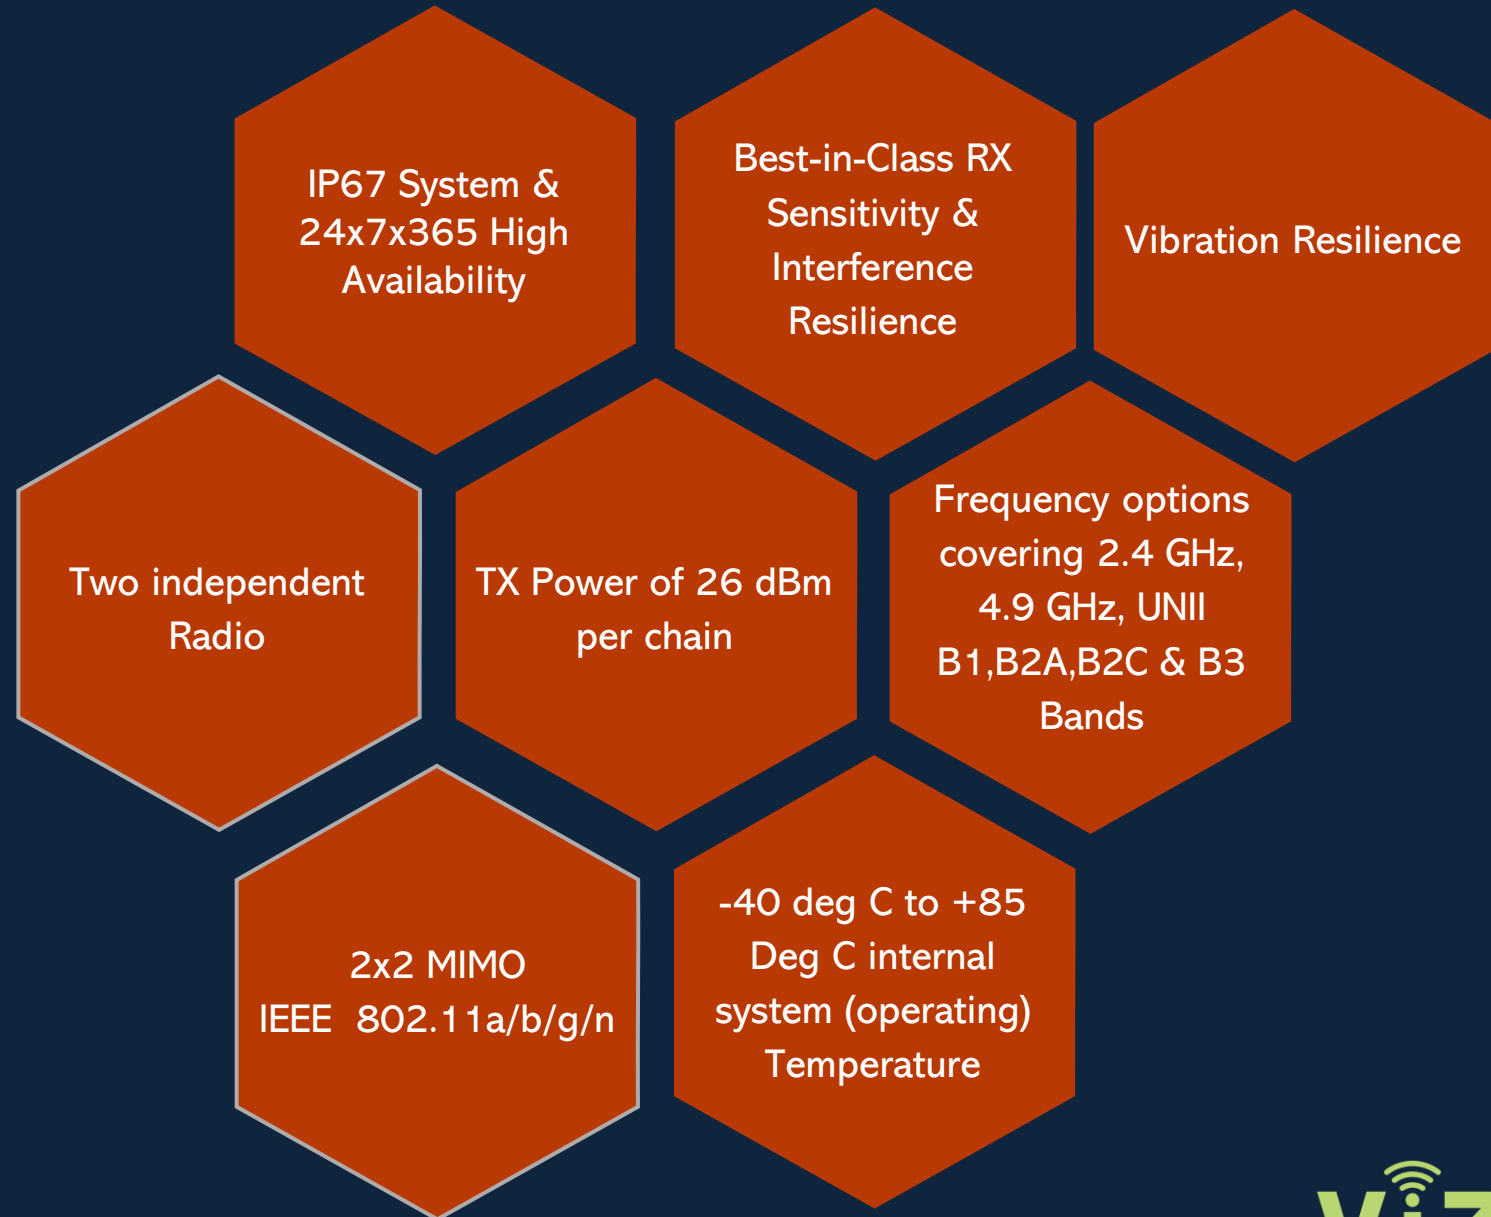 IP67 System &
24x7x365 High
Availability
Best-in-Class RX
Sensitivity &
Interference
Resilience
Vibration Resilience
Two independent
Radio
TX Power of 26 dBm
per chain
Frequency options
covering 2.4 GHz,
4.9 GHz, UNII
B1,B2A,B2C & B3
Bands
2x2 MIMO
IEEE  802.11a/b/g/n
-40 deg C to +85
Deg C internal
system (operating)
Temperature